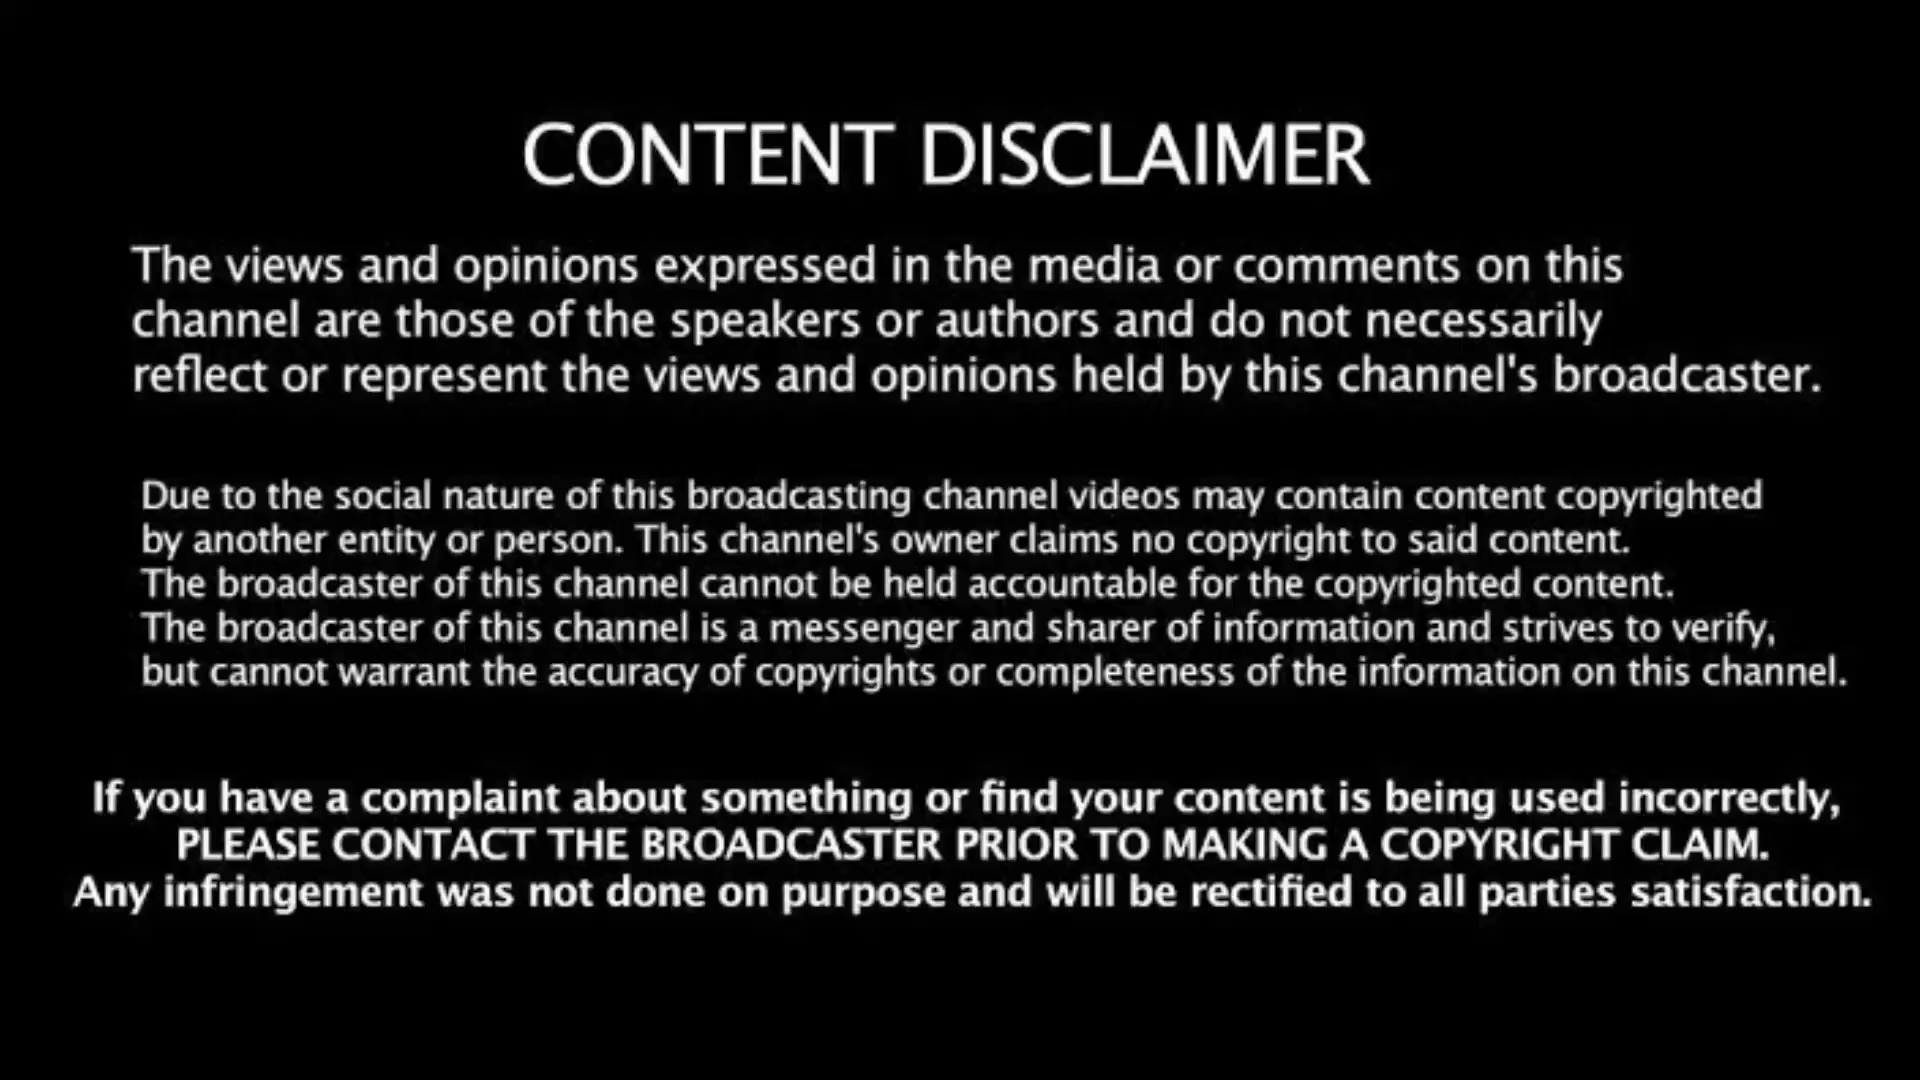 CONTENT DISCLAIMER
The views and opinions expressed in the media or comments on this
channel are those of the speakers or authors and do not necessarily
reflect or represent the views and opinions held by this channel's broadcaster.
Due to the social nature of this broadcasting channel videos may contain content copyrighted
by another entity or person. This channel's owner claims no copyright to said content.
The broadcaster of this channel cannot be held accountable for the copyrighted content.
The broadcaster of this channel is a messenger and sharer of information and strives to verify,
but cannot warrant the accuracy of copyrights or completeness of the information on this channel.
If you have a complaint about something or find your content is being used incorrectly,
PLEASE CONTACT THE BROADCASTER PRIOR TO MAKING A COPYRIGHT CLAIM.
Any infringement was not done on purpose and will be rectified to all parties satisfaction.